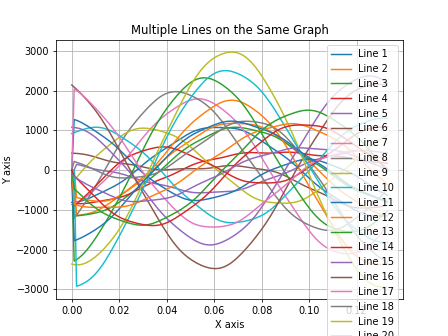 Multiple Lines on the Same Graph
3000
2000
1000
0
−1000
−2000
−3000
Y axis
0.00
0.02
0.04
0.06
0.08
0.10
X axis
Line 1
Line 2
Line 3
Line 4
Line 5
Line 6
Line 7
Line 8
Line 9
Line 10
Line 11
Line 12
Line 13
Line 14
Line 15
Line 16
Line 17
Line 18
Line 19
Line 20